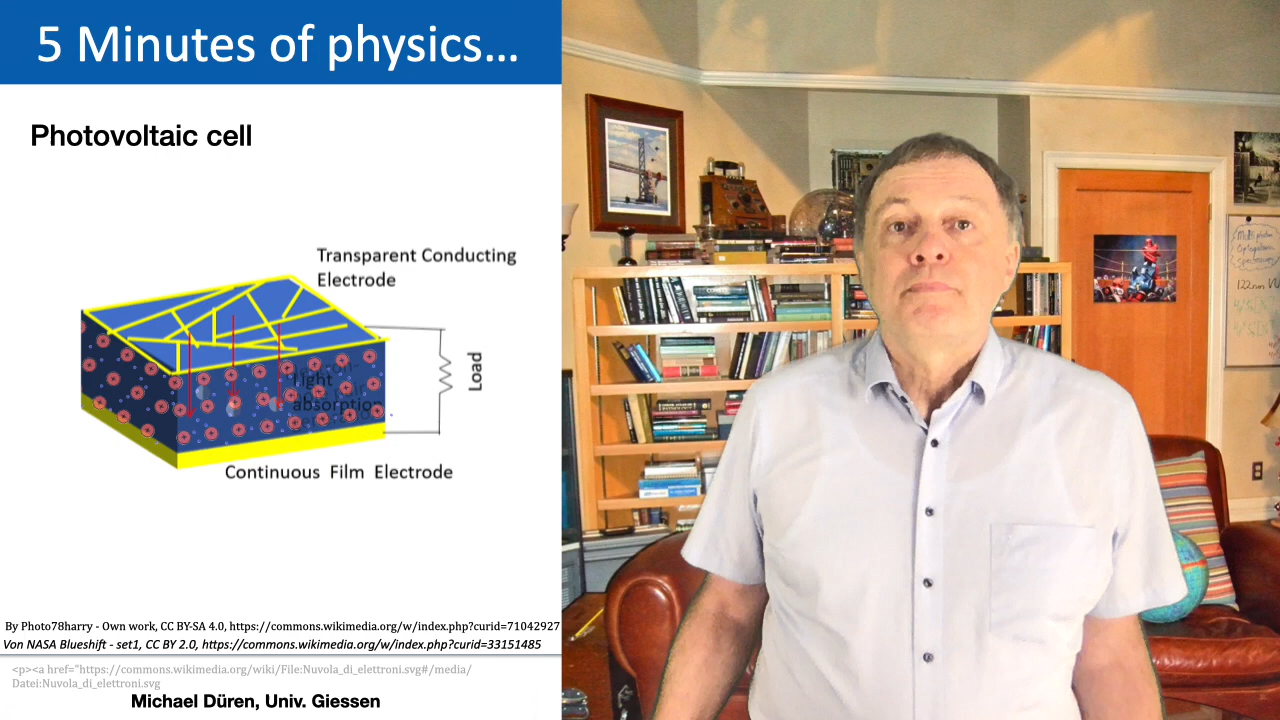 5 Minutes of physics…
Photovoltaic cell
Transparent Conducting
Electrode
Load
Light
absorption
Continuous Film Electrode
By Photo78harry - Own work, CC BY-SA 4.0, https://commons.wikimedia.org/w/index.php?curid=71042927
Von NASA Blueshift - set1, CC BY 2.0, https://commons.wikimedia.org/w/index.php?curid=33151485
<p><a href="https://commons.wikimedia.org/wiki/File:Nuvola_di_elettroni.svg#/media/
Datei:Nuvola_di_elettroni.svg
Michael Düren, Univ. Giessen
122nm